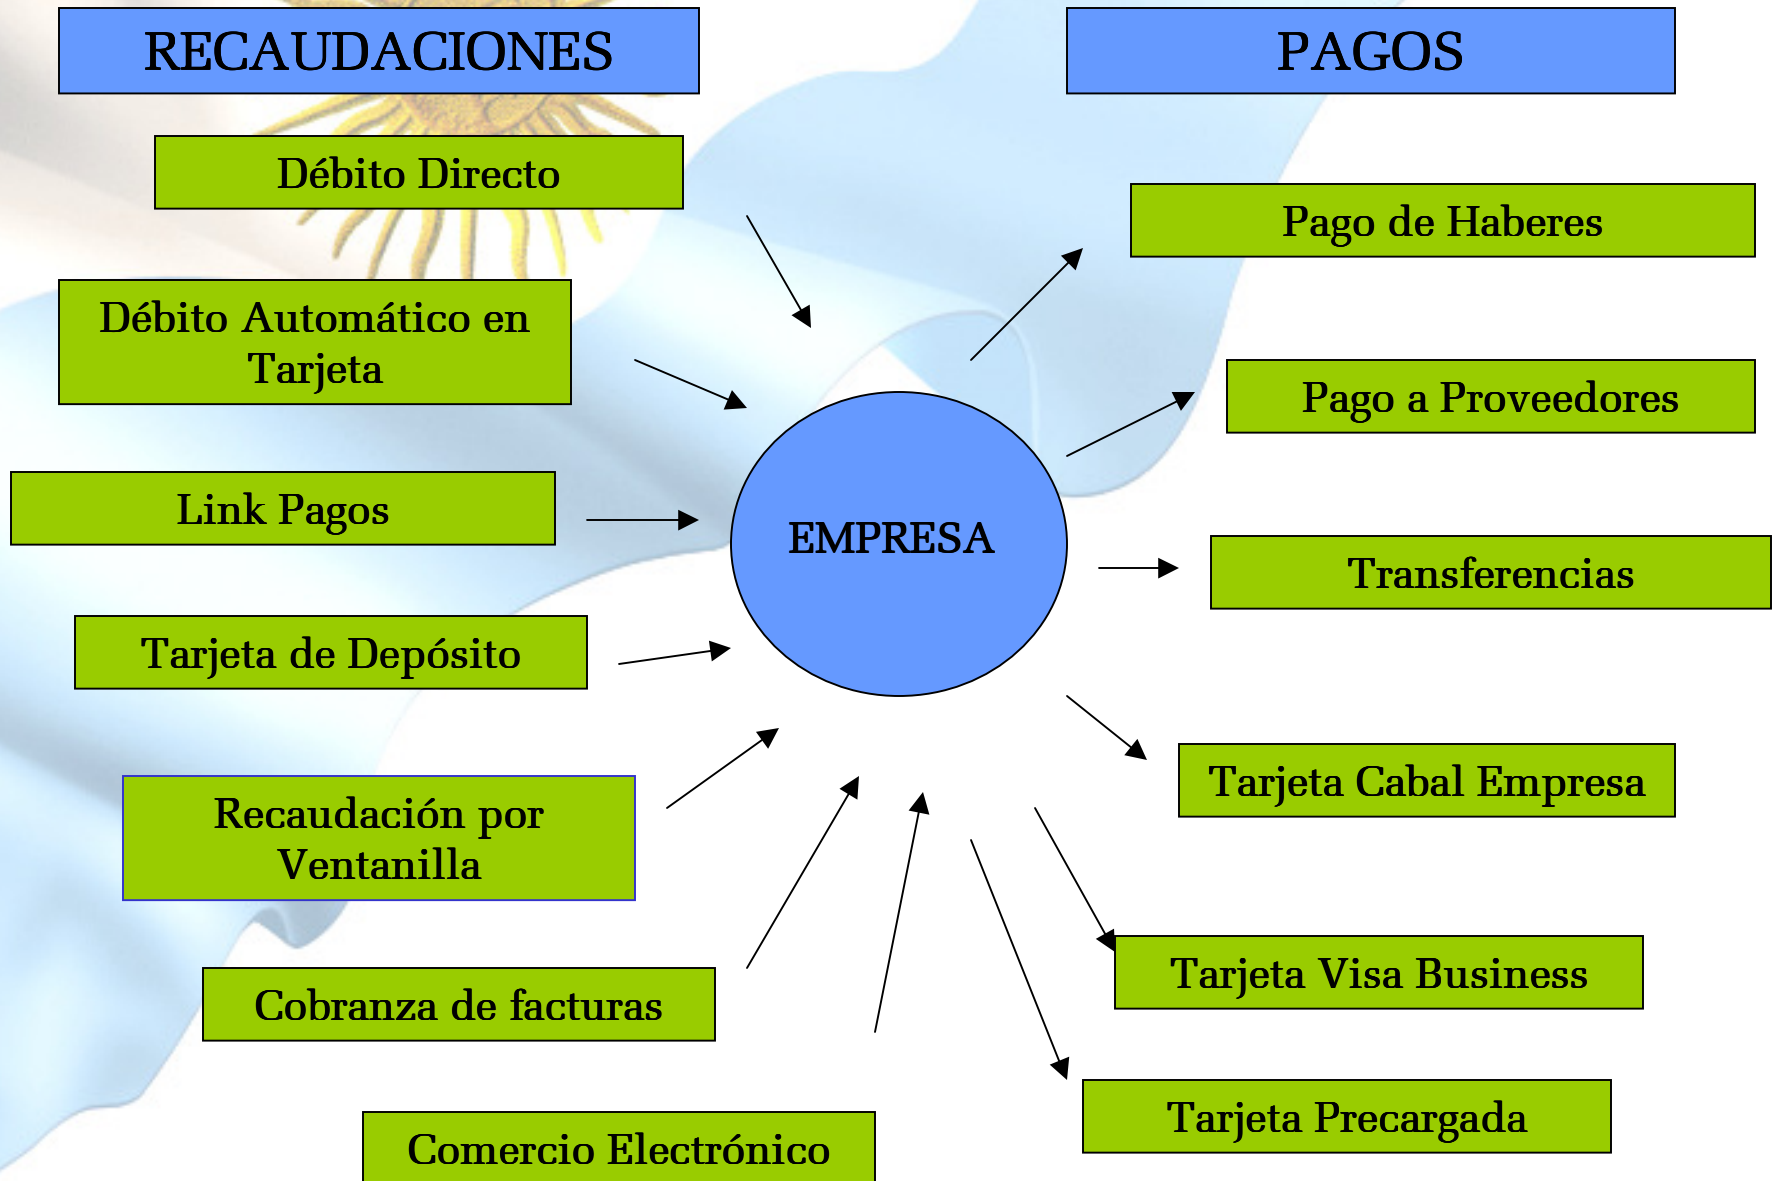 RECAUDACIONES
Débito Directo
Débito Automático en
Tarjeta
Link Pagos
Tarjeta de Depósito
Recaudación por
Ventanilla
Cobranza de facturas
Comercio Electrónico
EMPRESA
PAGOS
Pago de Haberes
Pago a Proveedores
Transferencias
Tarjeta Cabal Empresa
Tarjeta Visa Business
Tarjeta Precargada